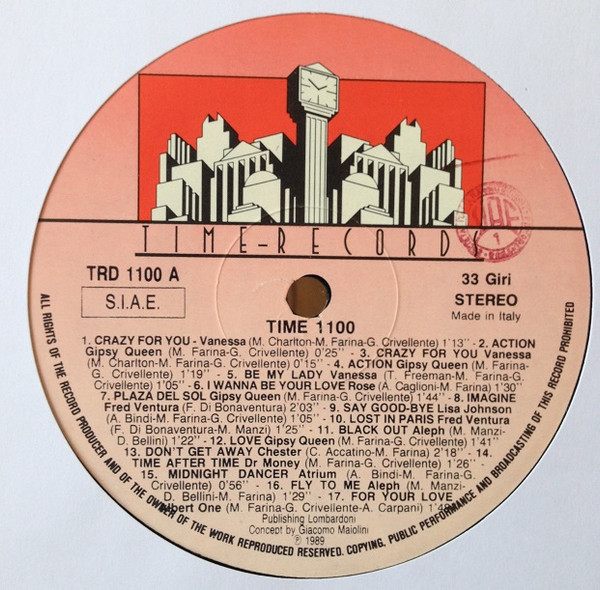 TIME-RECORDS
TRD 1100 A
S.I.A.E.
33 Giri
STEREO
Made in Italy
TIME 1100
1. CRAZY FOR YOU - Vanessa (M. Charlton-M. Farina-G. Crivellente) 1'13" - 2. ACTION
Gipsy Queen (M. Farina-G. Crivellente) 0'25" - 3. CRAZY FOR YOU Vanessa
(M. Charlton-M. Farina-G. Crivellente) 0'15" - 4. ACTION Gipsy Queen (M. Farina-
G. Crivellente) 1'19" - 5. BE MY LADY Vanessa (T. Freeman-M. Farina-G.
Crivellente) 1'05" - 6. I WANNA BE YOUR LOVE Rose (A. Caglioni-M. Farina) 1'30"
7. PLAZA DEL SOL Gipsy Queen (M. Farina-G. Crivellente) 1'44" - 8. IMAGINE
Fred Ventura (F. Di Bonaventura) 2'03" - 9. SAY GOOD-BYE Lisa Johnson
(A. Bindi-M. Farina-G. Crivellente) 1'05" - 10. LOST IN PARIS Fred Ventura
(F. Di Bonaventura-M. Manzi) 1'25" - 11. BLACK OUT Aleph (M. Manzi-
D. Bellini) 1'22" - 12. LOVE Gipsy Queen (M. Farina-G. Crivellente) 1'41"
13. DON'T GET AWAY Chester (C. Accatino-M. Farina) 2'18" - 14.
TIME AFTER TIME Dr Money (M. Farina-G. Crivellente) 1'26" -
15. MIDNIGHT DANCER Atrium (A. Bindi-M. Farina-G. Crivellente)
0'56" - 16. FLY TO ME Aleph (M. Manzi-
D. Bellini-M. Farina) 1'29" - 17. FOR YOUR LOVE
Albert One (M. Farina-G. Crivellente-A. Carpani)
Publishing Lombardoni
Concept by Giacomo Maiolini
℗ 1989
ALL RIGHTS OF THE RECORD PRODUCER AND OF THE OWNER OF THE WORK REPRODUCED RESERVED. COPYING, PUBLIC PERFORMANCE AND BROADCASTING OF THIS RECORD PROHIBITED